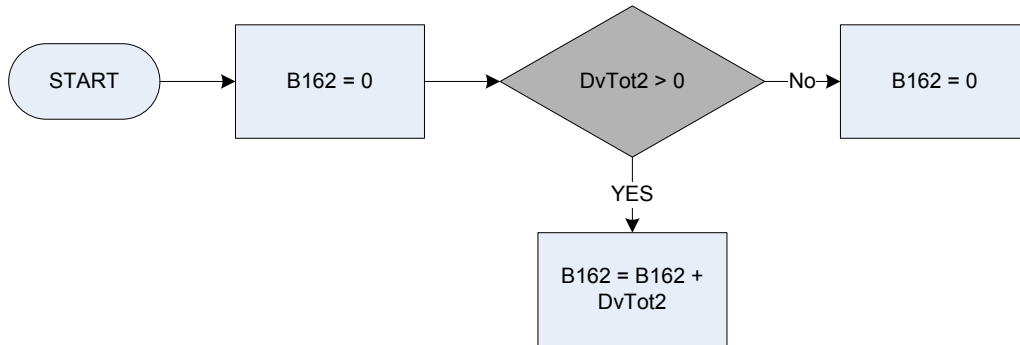 START
B162 = 0
DvTot2 > 0
No
B162 = 0
YES
B162 = B162 +
DvTot2